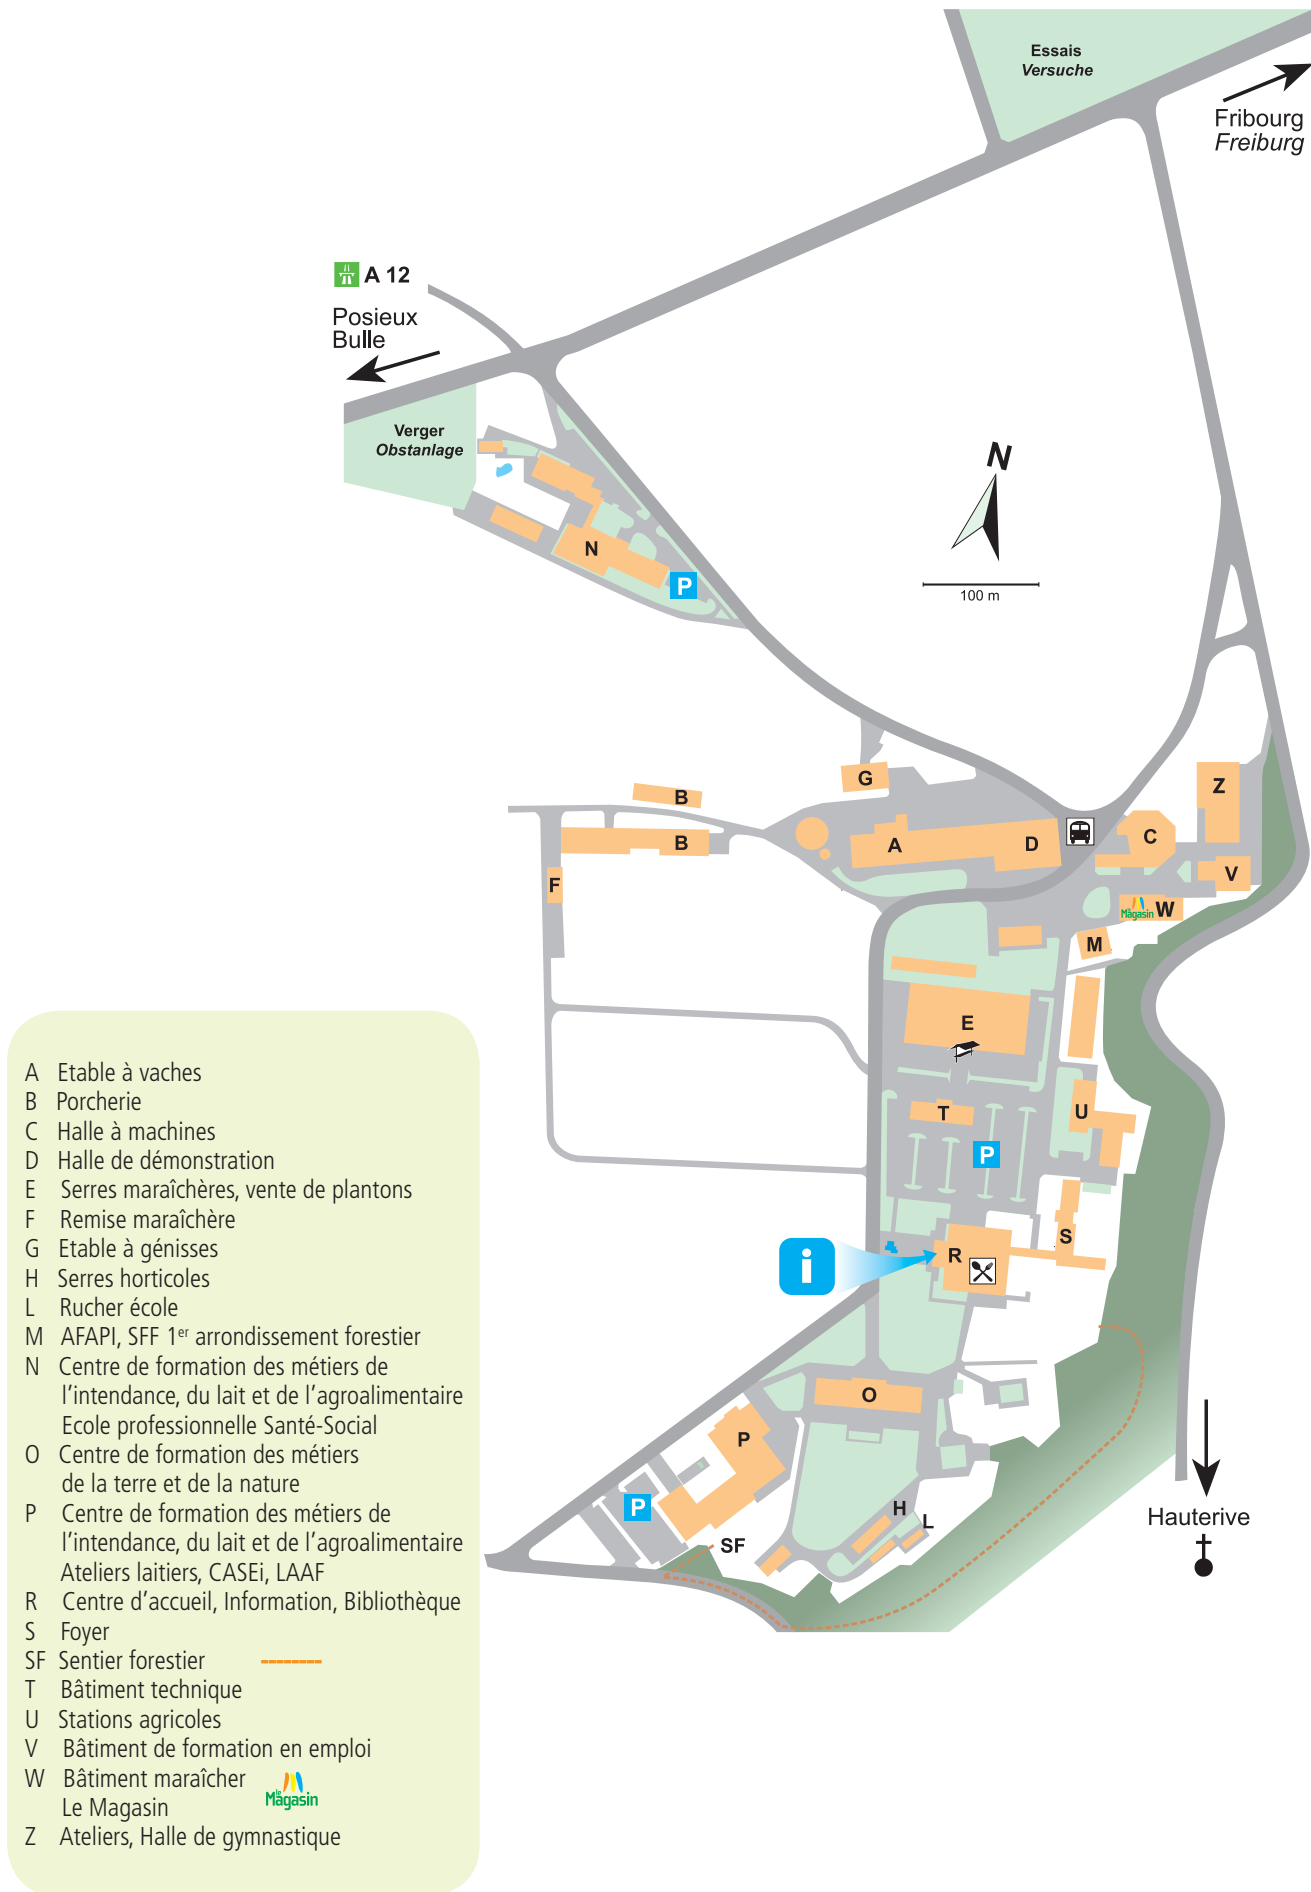 Essais
Versuche
Fribourg
Freiburg
A 12
Posieux
Bulle
Verger
Obstanlage
N
100 m
N
P
G
Z
B
B
A
D
C
V
F
le Magasin W
M
E
T
U
P
S
R
i
O
P
P
H
L
SF
Hauterive
A Etable à vaches
B Porcherie
C Halle à machines
D Halle de démonstration
E Serres maraîchères, vente de plantons
F Remise maraîchère
G Etable à génisses
H Serres horticoles
L Rucher école
M AFAPI, SFF 1er arrondissement forestier
N Centre de formation des métiers de
l'intendance, du lait et de l'agroalimentaire
Ecole professionnelle Santé-Social
O Centre de formation des métiers
de la terre et de la nature
P Centre de formation des métiers de
l'intendance, du lait et de l'agroalimentaire
Ateliers laitiers, CASEi, LAAF
R Centre d'accueil, Information, Bibliothèque
S Foyer
SF Sentier forestier
T Bâtiment technique
U Stations agricoles
V Bâtiment de formation en emploi
W Bâtiment maraîcher
Le Magasin
le Magasin
Z Ateliers, Halle de gymnastique